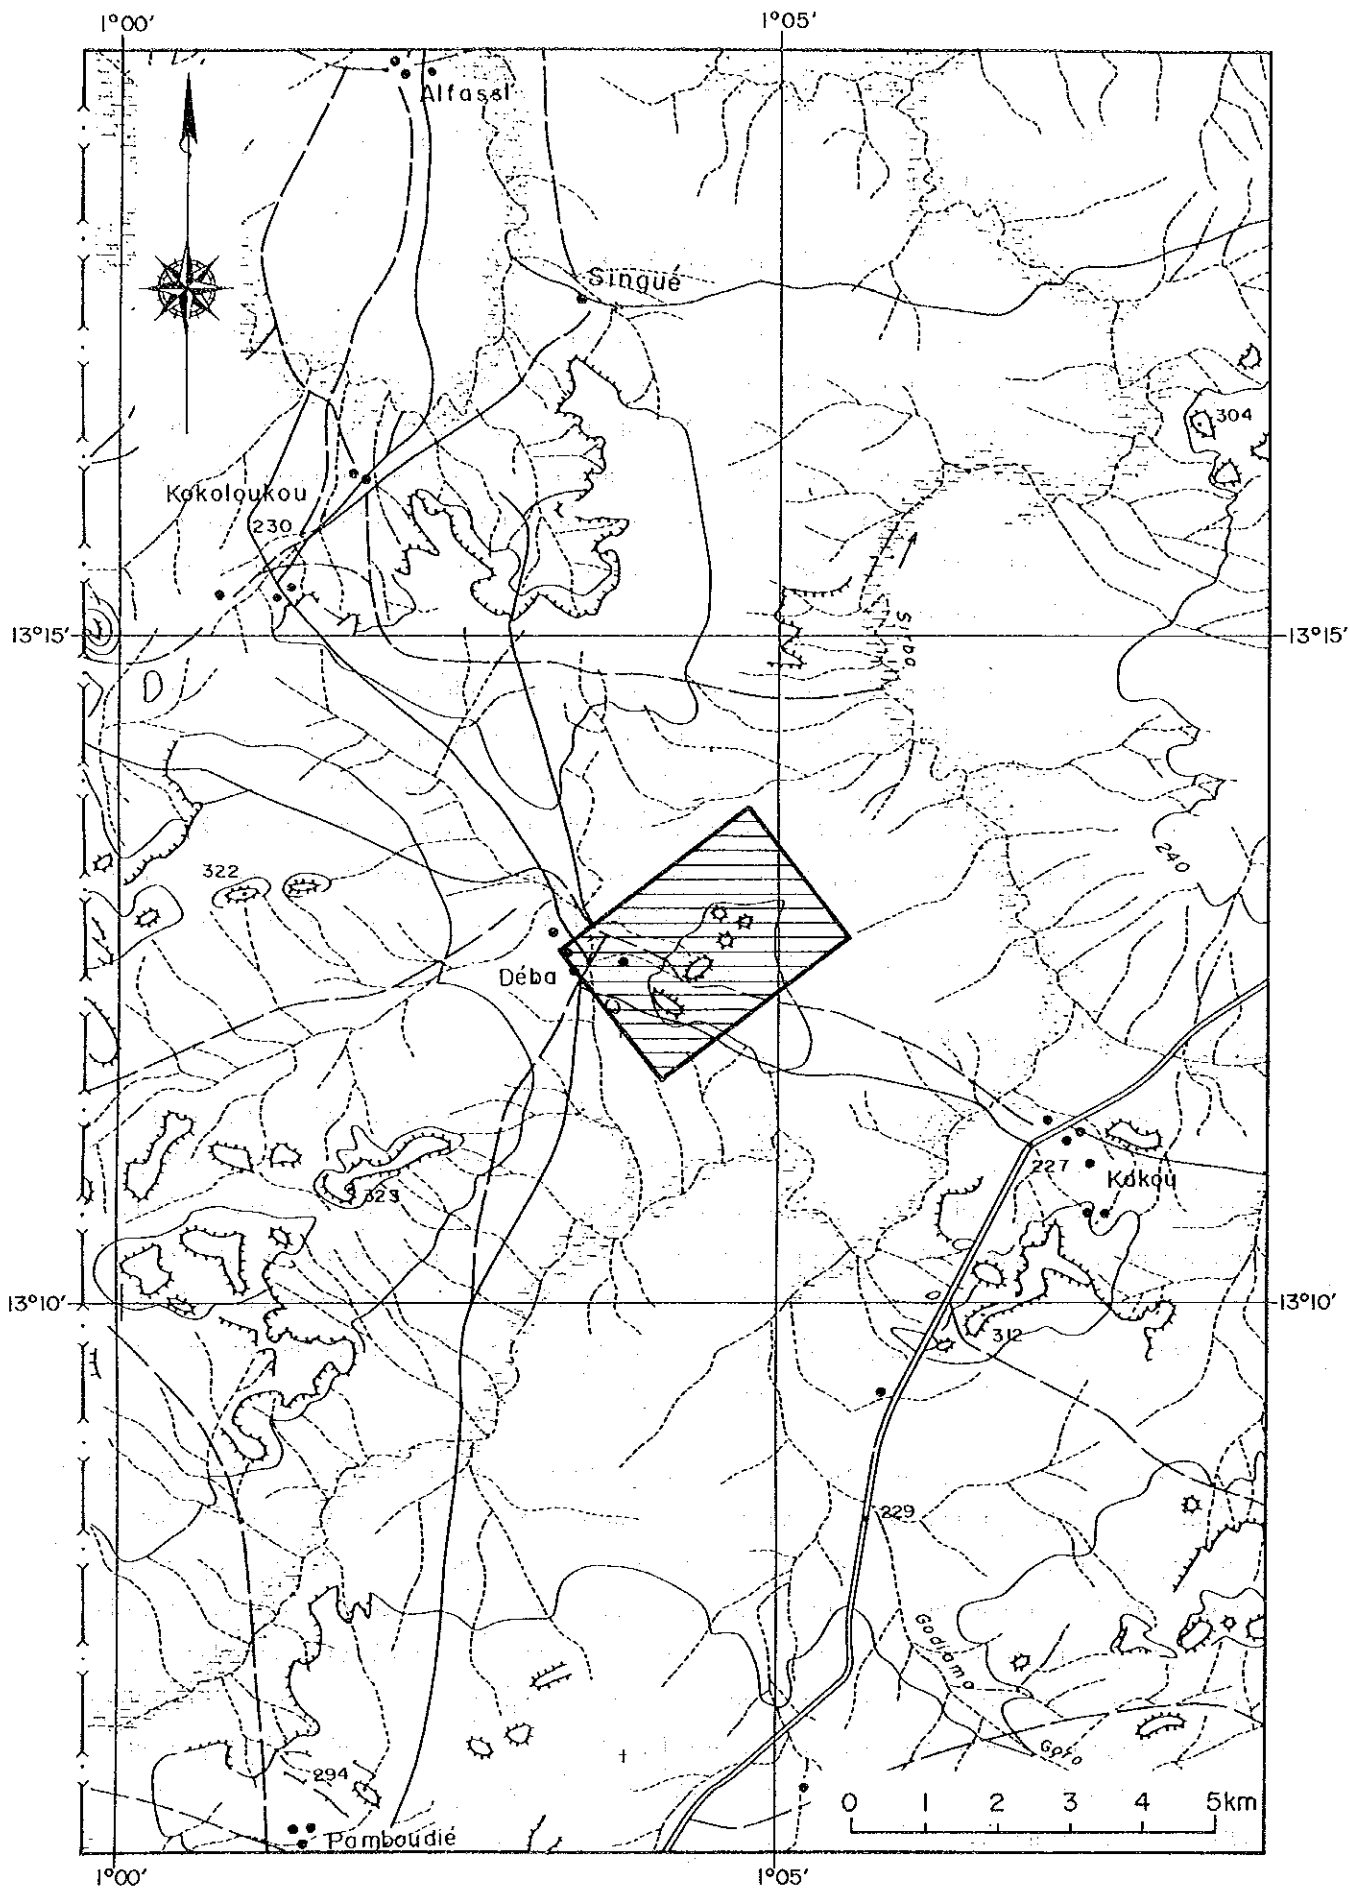 1°00' 1°05'
Alfassi
Singué
304
Kokoloukou
230
13°15' 13°15'
Sirba
240
322
Déba
227
Kakou
323
13°10' 13°10'
312
229
Godiama
Gofo
294
0 1 2 3 4 5km
Pamboudié
1°00' 1°05'